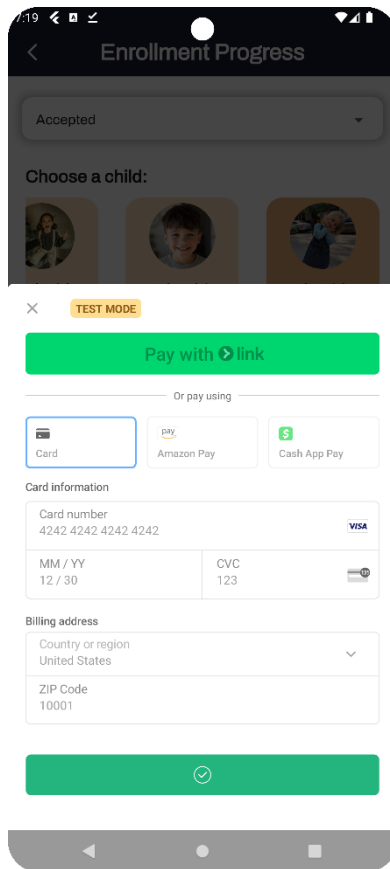 7:19
Enrollment Progress
Accepted
Choose a child:
TEST MODE
Pay with link
Or pay using
pay
Card
Amazon Pay
Cash App Pay
Card information
Card number
4242 4242 4242 4242
VISA
MM / YY
CVC
12 / 30
123
Billing address
Country or region
United States
ZIP Code
10001